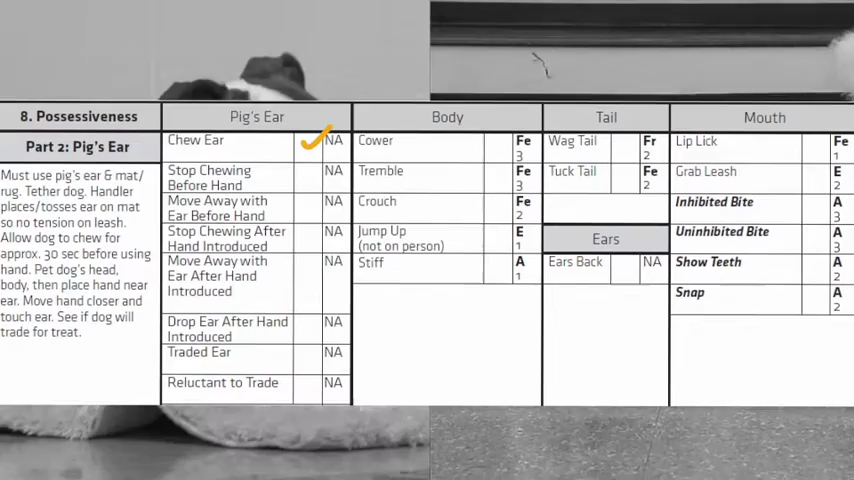 8. Possessiveness
Part 2: Pig's Ear
Must use pig's ear & mat/
rug. Tether dog. Handler
places/tosses ear on mat
so no tension on leash.
Allow dog to chew for
approx. 30 sec before using
hand. Pet dog's head,
body, then place hand near
ear. Move hand closer and
touch ear. See if dog will
trade for treat.
Pig's Ear
Chew Ear NA
Stop Chewing NA
Before Hand
Move Away with NA
Ear Before Hand
Stop Chewing After NA
Hand Introduced
Move Away with NA
Ear After Hand
Introduced
Drop Ear After Hand NA
Introduced
Traded Ear NA
Reluctant to Trade NA
Body
Cower Fe
3
Tremble Fe
3
Crouch Fe
2
Jump Up E
(not on person) 1
Stiff A
1
Tail
Wag Tail Fr
2
Tuck Tail Fe
2
Ears
Ears Back NA
Mouth
Lip Lick Fe
1
Grab Leash E
2
Inhibited Bite A
3
Uninhibited Bite A
3
Show Teeth A
2
Snap A
2